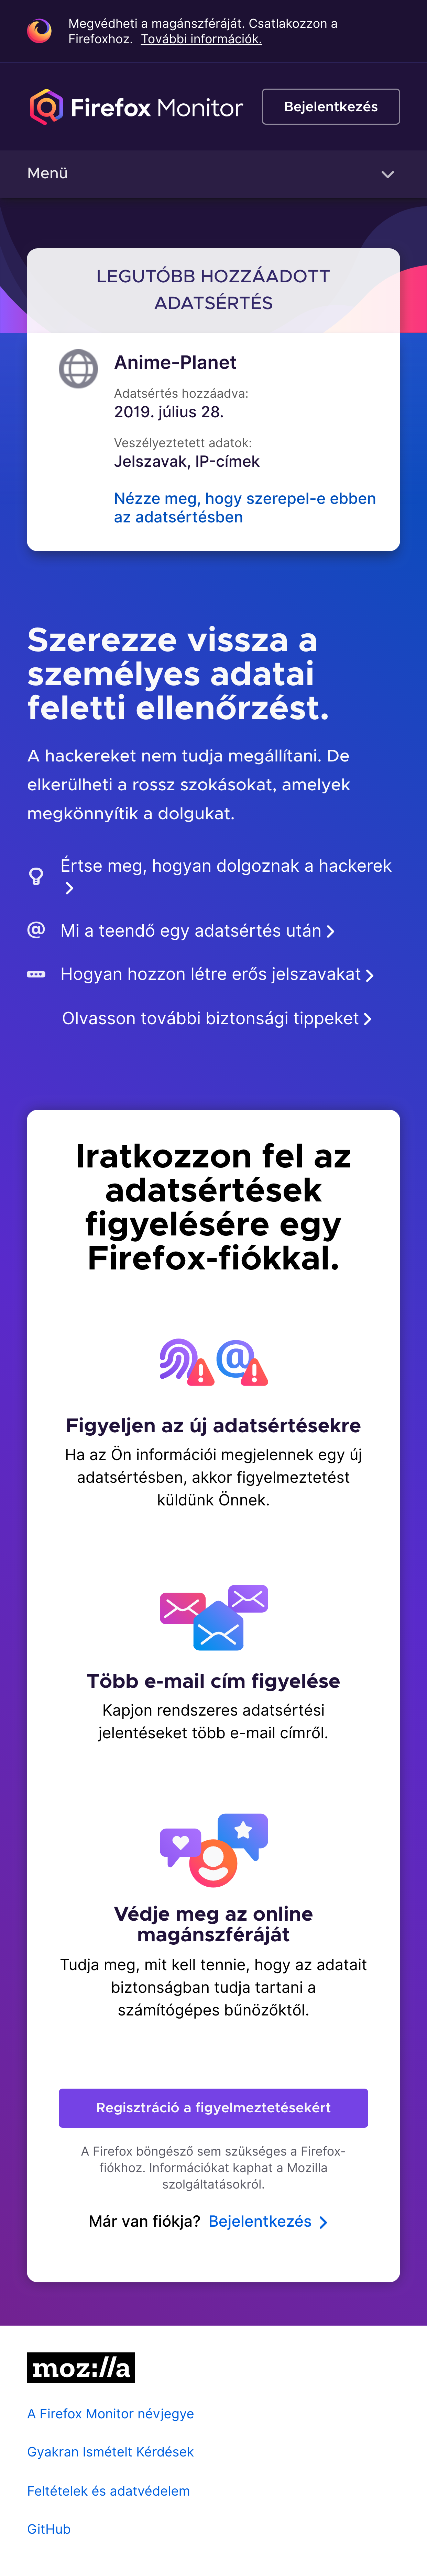 Megvédheti a magánszféráját. Csatlakozzon a
Firefoxhoz. További információk.
Firefox Monitor
Bejelentkezés
Menü
LEGUTÓBB HOZZÁADOTT
ADATSÉRTÉS
Anime-Planet
Adatsértés hozzáadva:
2019. július 28.
Veszélyeztetett adatok:
Jelszavak, IP-címek
Nézze meg, hogy szerepel-e ebben
az adatsértésben
Szerezze vissza a
személyes adatai
feletti ellenőrzést.
A hackereket nem tudja megállítani. De
elkerülheti a rossz szokásokat, amelyek
megkönnyítik a dolgukat.
Értse meg, hogyan dolgoznak a hackerek
Mi a teendő egy adatsértés után
Hogyan hozzon létre erős jelszavakat
Olvasson további biztonsági tippeket
Iratkozzon fel az
adatsértések
figyelésére egy
Firefox-fiókkal.
Figyeljen az új adatsértésekre
Ha az Ön információi megjelennek egy új
adatsértésben, akkor figyelmeztetést
küldünk Önnek.
Több e-mail cím figyelése
Kapjon rendszeres adatsértési
jelentéseket több e-mail címről.
Védje meg az online
magánszféráját
Tudja meg, mit kell tennie, hogy az adatait
biztonságban tudja tartani a
számítógépes bűnözőktől.
Regisztráció a figyelmeztetésekért
A Firefox böngésző sem szükséges a Firefox-
fiókhoz. Információkat kaphat a Mozilla
szolgáltatásokról.
Már van fiókja? Bejelentkezés
moz://a
A Firefox Monitor névjegye
Gyakran Ismételt Kérdések
Feltételek és adatvédelem
GitHub